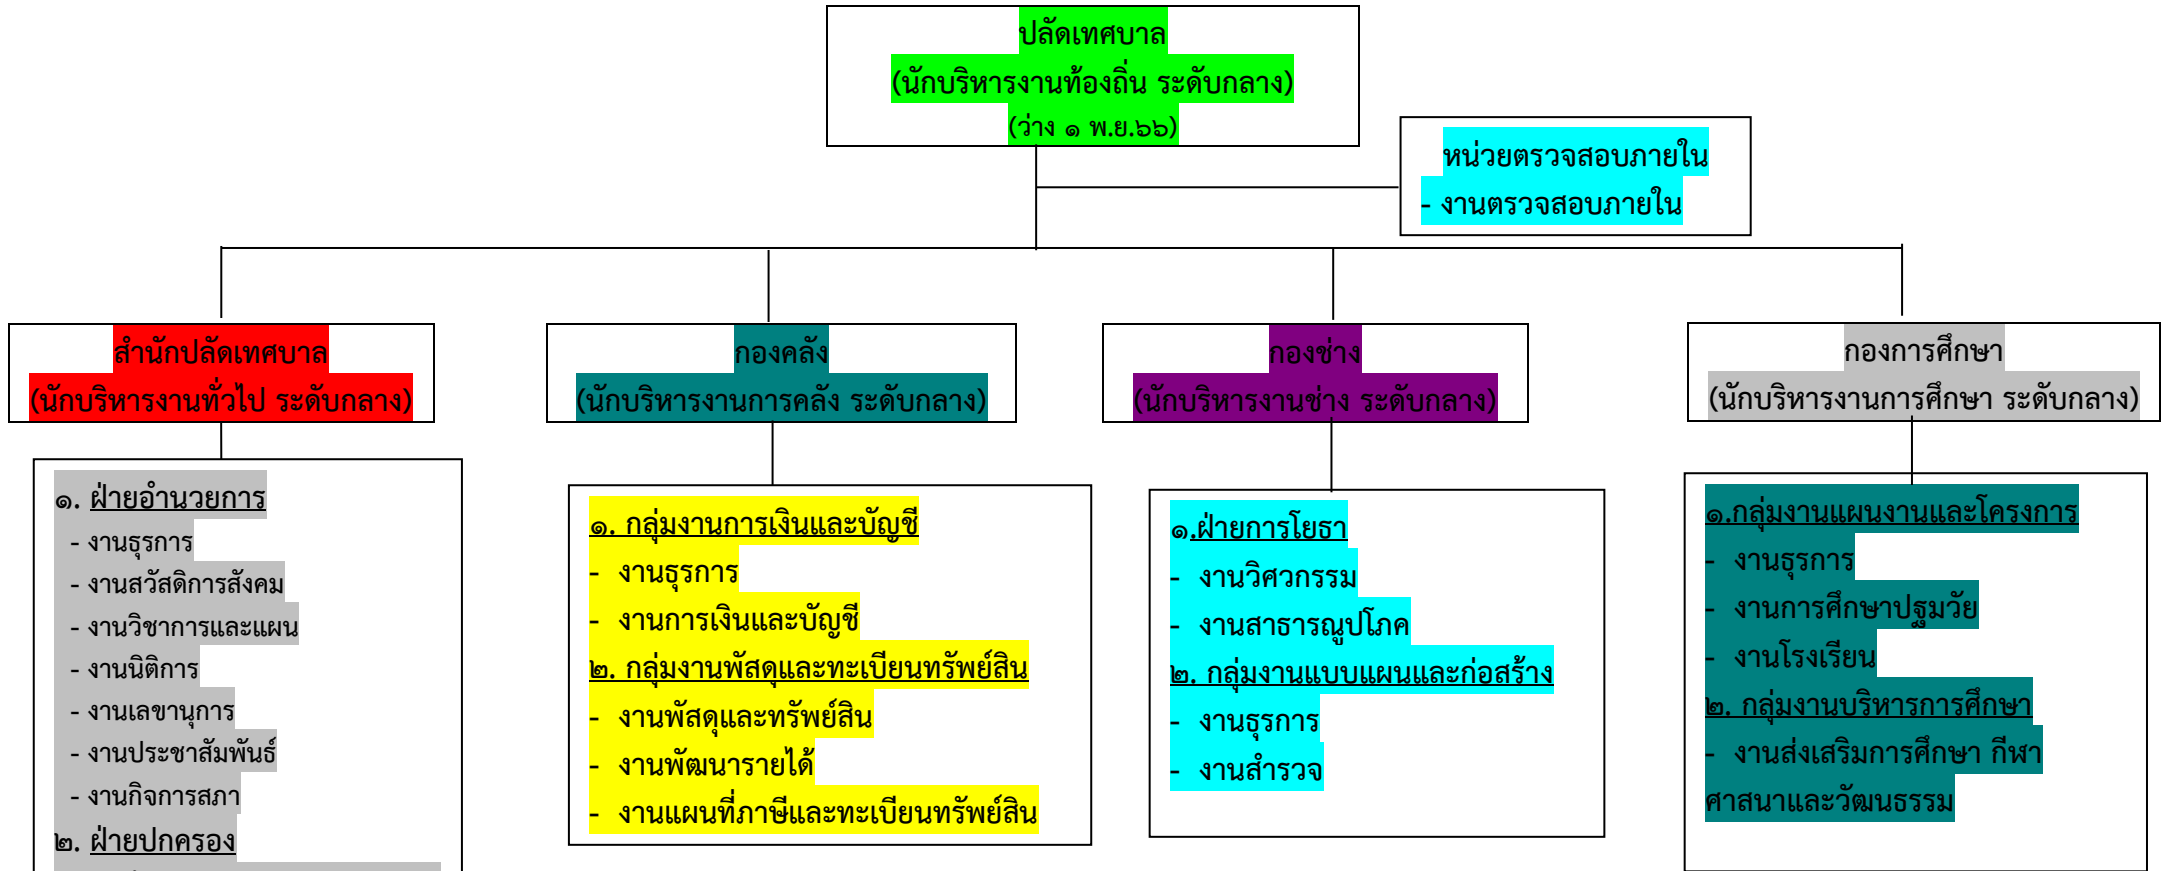 ปลัดเทศบาล
(นักบริหารงานท้องถิ่น ระดับกลาง)
(ว่าง ๑ พ.ย.๖๖)
หน่วยตรวจสอบภายใน
- งานตรวจสอบภายใน
สำนักปลัดเทศบาล
(นักบริหารงานทั่วไป ระดับกลาง)
กองคลัง
(นักบริหารงานการคลัง ระดับกลาง)
กองช่าง
(นักบริหารงานช่าง ระดับกลาง)
กองการศึกษา
(นักบริหารงานการศึกษา ระดับกลาง)
๑. ฝ่ายอำนวยการ
- งานธุรการ
- งานสวัสดิการสังคม
- งานวิชาการและแผน
- งานนิติการ
- งานเลขานุการ
- งานประชาสัมพันธ์
- งานกิจการสภา
๒. ฝ่ายปกครอง
๑. กลุ่มงานการเงินและบัญชี
- งานธุรการ
- งานการเงินและบัญชี
๒. กลุ่มงานพัสดุและทะเบียนทรัพย์สิน
- งานพัสดุและทรัพย์สิน
- งานพัฒนารายได้
- งานแผนที่ภาษีและทะเบียนทรัพย์สิน
๑.ฝ่ายการโยธา
- งานวิศวกรรม
- งานสาธารณูปโภค
๒. กลุ่มงานแบบแผนและก่อสร้าง
- งานธุรการ
- งานสำรวจ
๑.กลุ่มงานแผนงานและโครงการ
- งานธุรการ
- งานการศึกษาปฐมวัย
- งานโรงเรียน
๒. กลุ่มงานบริหารการศึกษา
- งานส่งเสริมการศึกษา กีฬา
ศาสนาและวัฒนธรรม